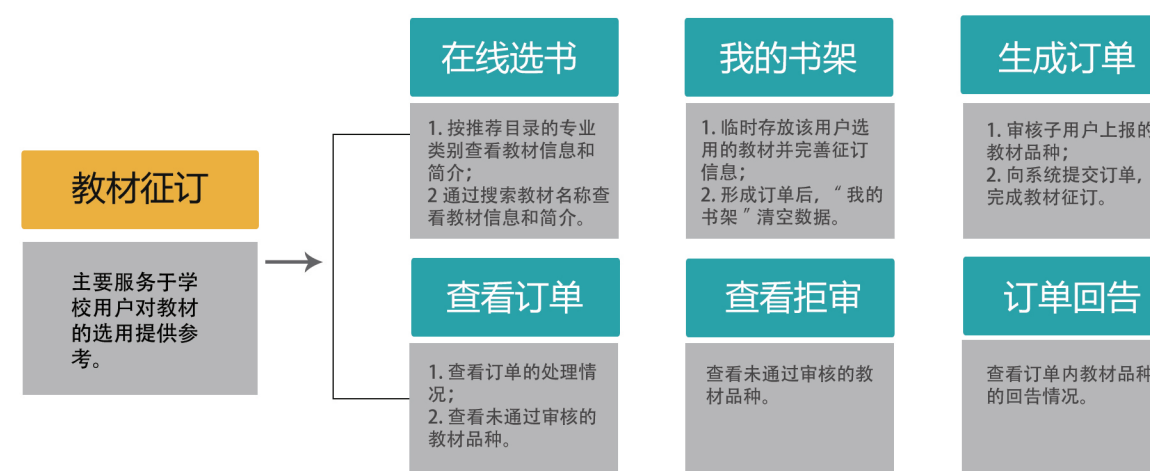 教材征订
主要服务于学
校用户对教材
的选用提供参
考。
在线选书
1. 按推荐目录的专业
类别查看教材信息和
简介；
2 通过搜索教材名称查
看教材信息和简介。
我的书架
1. 临时存放该用户选
用的教材并完善征订
信息；
2. 形成订单后，“我的
书架”清空数据。
生成订单
1. 审核子用户上报的
教材品种；
2. 向系统提交订单，
完成教材征订。
查看订单
1. 查看订单的处理情
况；
2. 查看未通过审核的
教材品种。
查看拒审
查看未通过审核的教
材品种。
订单回告
查看订单内教材品种
的回告情况。